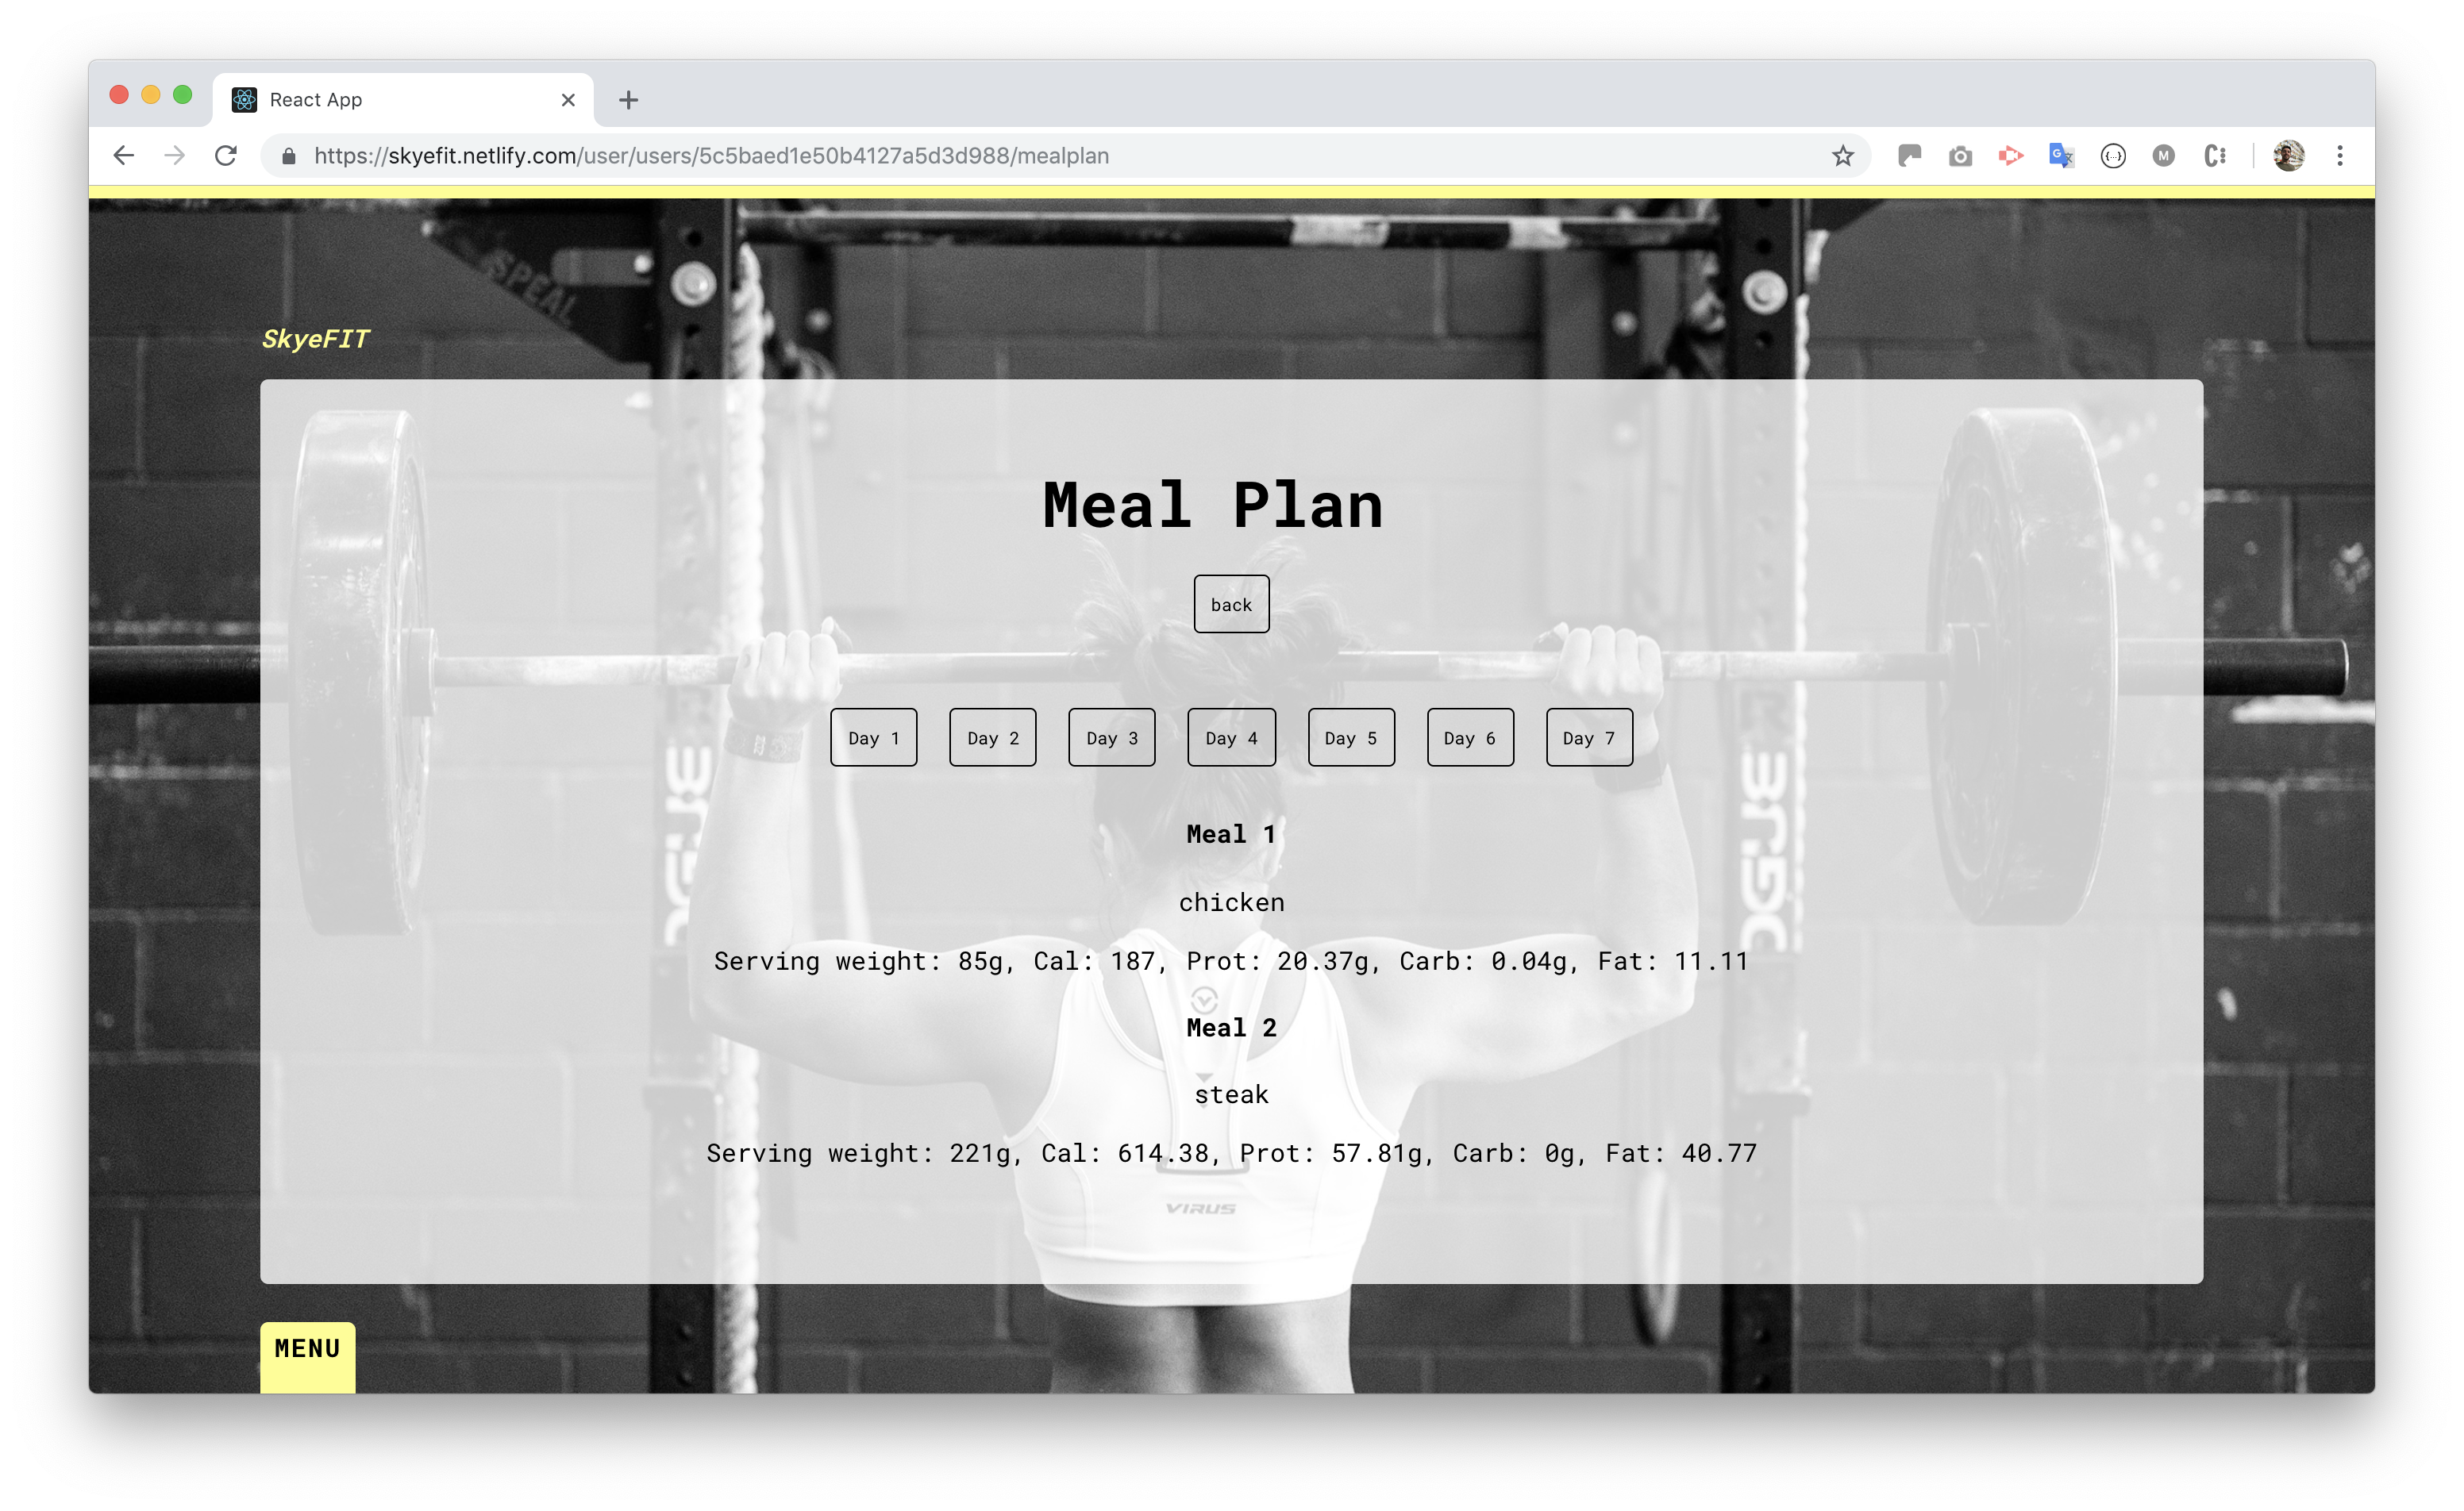 React App
https://skyefit.netlify.com/user/users/5c5baed1e50b4127a5d3d988/mealplan
SPEAL
SkyeFIT
Meal Plan
back
Day 1 Day 2 Day 3 Day 4 Day 5 Day 6 Day 7
Meal 1
chicken
Serving weight: 85g, Cal: 187, Prot: 20.37g, Carb: 0.04g, Fat: 11.11
Meal 2
steak
Serving weight: 221g, Cal: 614.38, Prot: 57.81g, Carb: 0g, Fat: 40.77
VIRUS
MENU